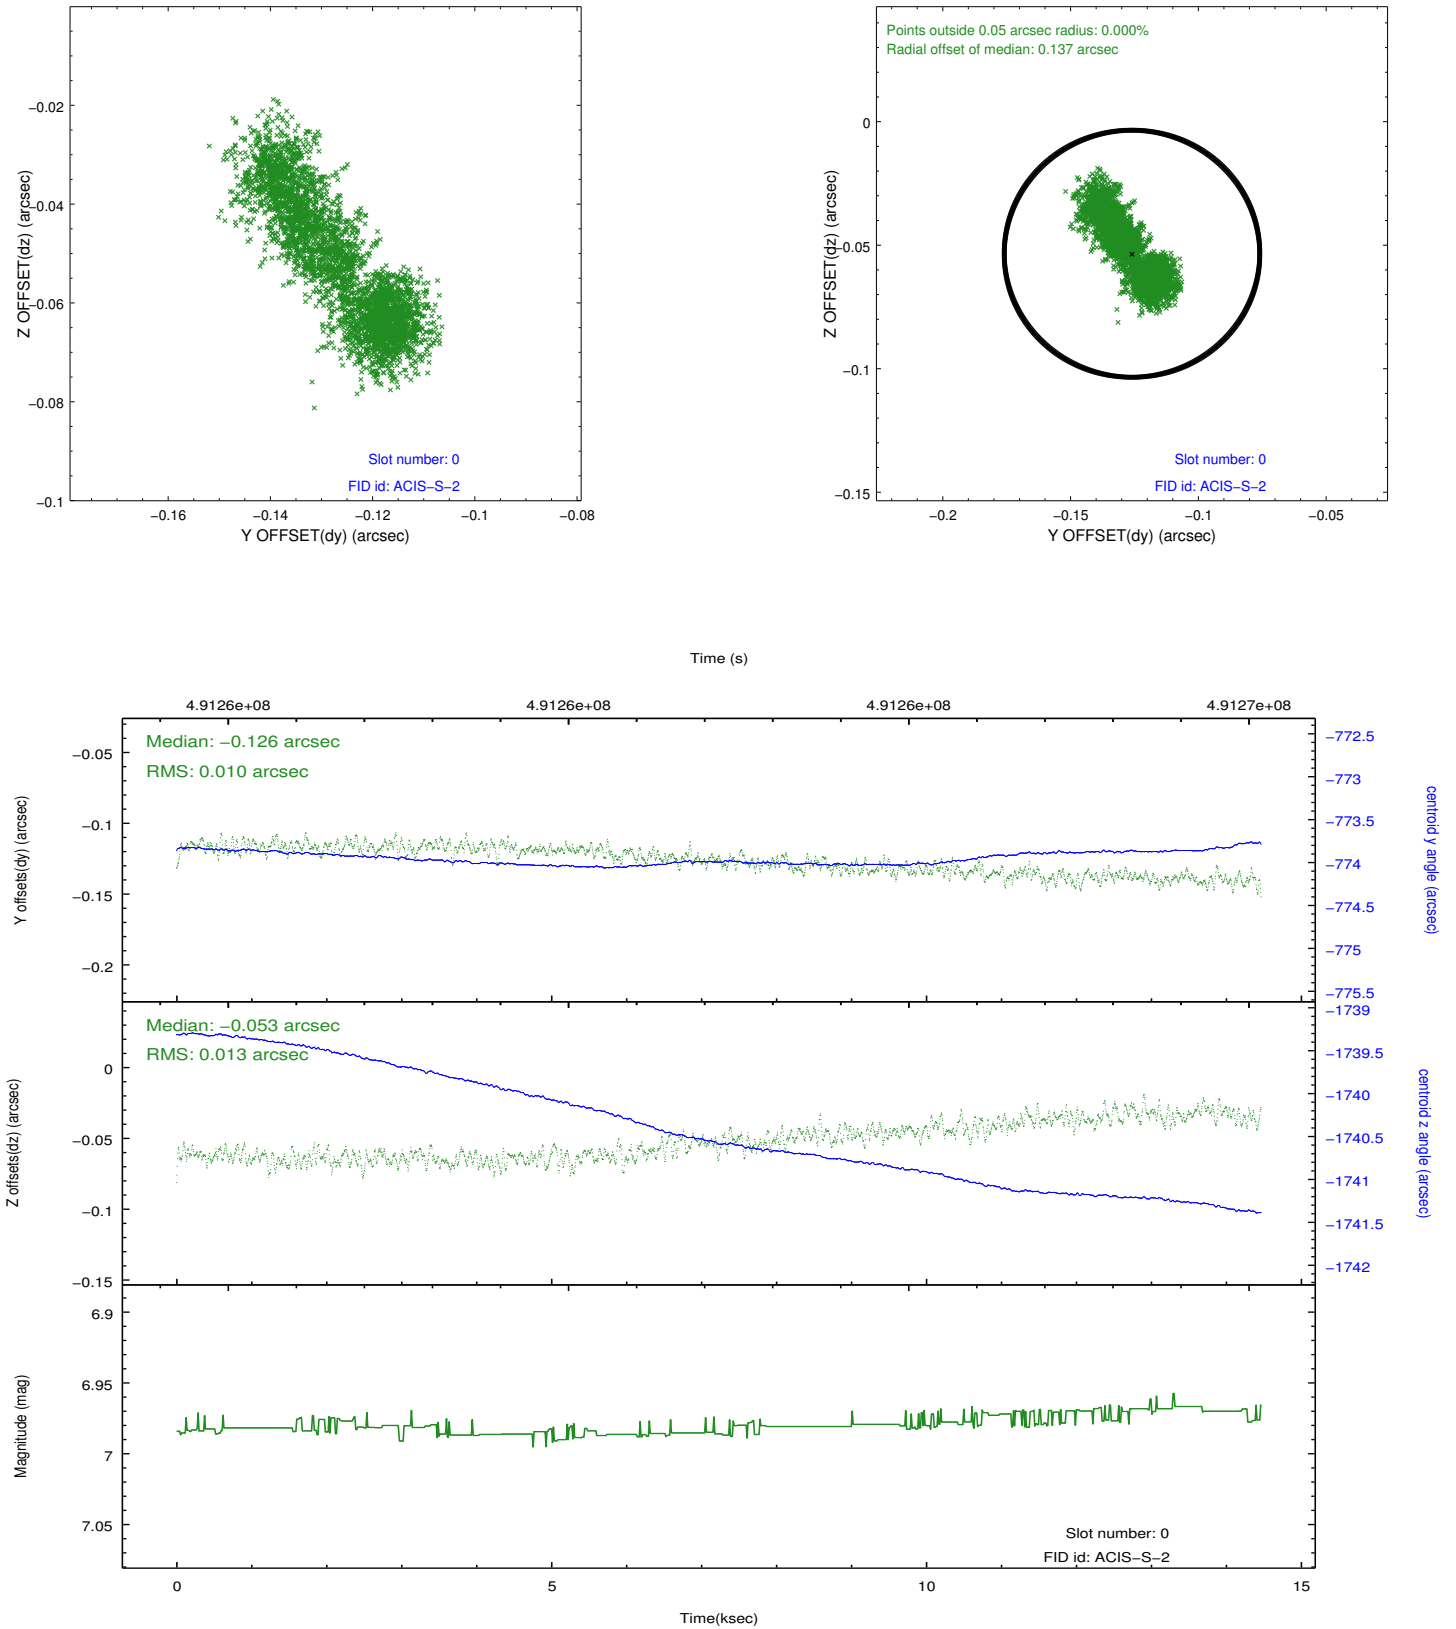 Z OFFSET(dz) (arcsec)
−0.02
−0.04
−0.06
−0.08
−0.1
Slot number: 0
FID id: ACIS−S−2
−0.16
−0.14
−0.12
−0.1
−0.08
Y OFFSET(dy) (arcsec)
Points outside 0.05 arcsec radius: 0.000%
Radial offset of median: 0.137 arcsec
Z OFFSET(dz) (arcsec)
0
−0.05
−0.1
−0.15
Slot number: 0
FID id: ACIS−S−2
−0.2
−0.15
−0.1
−0.05
Y OFFSET(dy) (arcsec)
Time (s)
4.9126e+08
4.9126e+08
4.9126e+08
4.9127e+08
Y offsets(dy) (arcsec)
−0.05
−0.1
−0.15
−0.2
Median: −0.126 arcsec
RMS: 0.010 arcsec
−772.5
−773
−773.5
−774
−774.5
−775
−775.5
centroid y angle (arcsec)
Z offsets(dz) (arcsec)
0
−0.05
−0.1
−0.15
Median: −0.053 arcsec
RMS: 0.013 arcsec
−1739
−1739.5
−1740
−1740.5
−1741
−1741.5
−1742
centroid z angle (arcsec)
Magnitude (mag)
6.9
6.95
7
7.05
Slot number: 0
FID id: ACIS−S−2
0
5
10
15
Time(ksec)